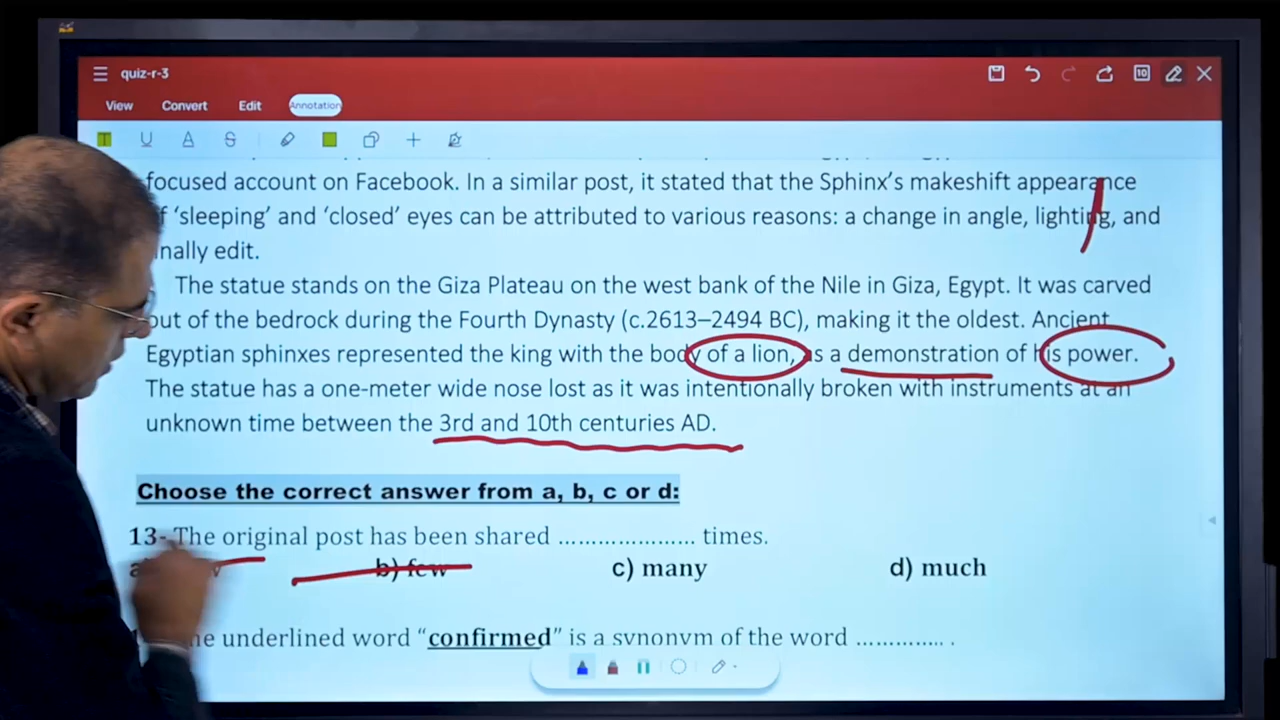 quiz-r-3
10
View Convert Edit Annotation
T U A S
focused account on Facebook. In a similar post, it stated that the Sphinx's makeshift appearance
'sleeping' and 'closed' eyes can be attributed to various reasons: a change in angle, lighting, and
edit.
The statue stands on the Giza Plateau on the west bank of the Nile in Giza, Egypt. It was carved
out of the bedrock during the Fourth Dynasty (c.2613–2494 BC), making it the oldest. Ancient
Egyptian sphinxes represented the king with the body of a lion, as a demonstration of his power.
The statue has a one-meter wide nose lost as it was intentionally broken with instruments at an
unknown time between the 3rd and 10th centuries AD.
Choose the correct answer from a, b, c or d:
13- The original post has been shared ………………… times.
b) few c) many d) much
underlined word "confirmed" is a synonym of the word ………….. .